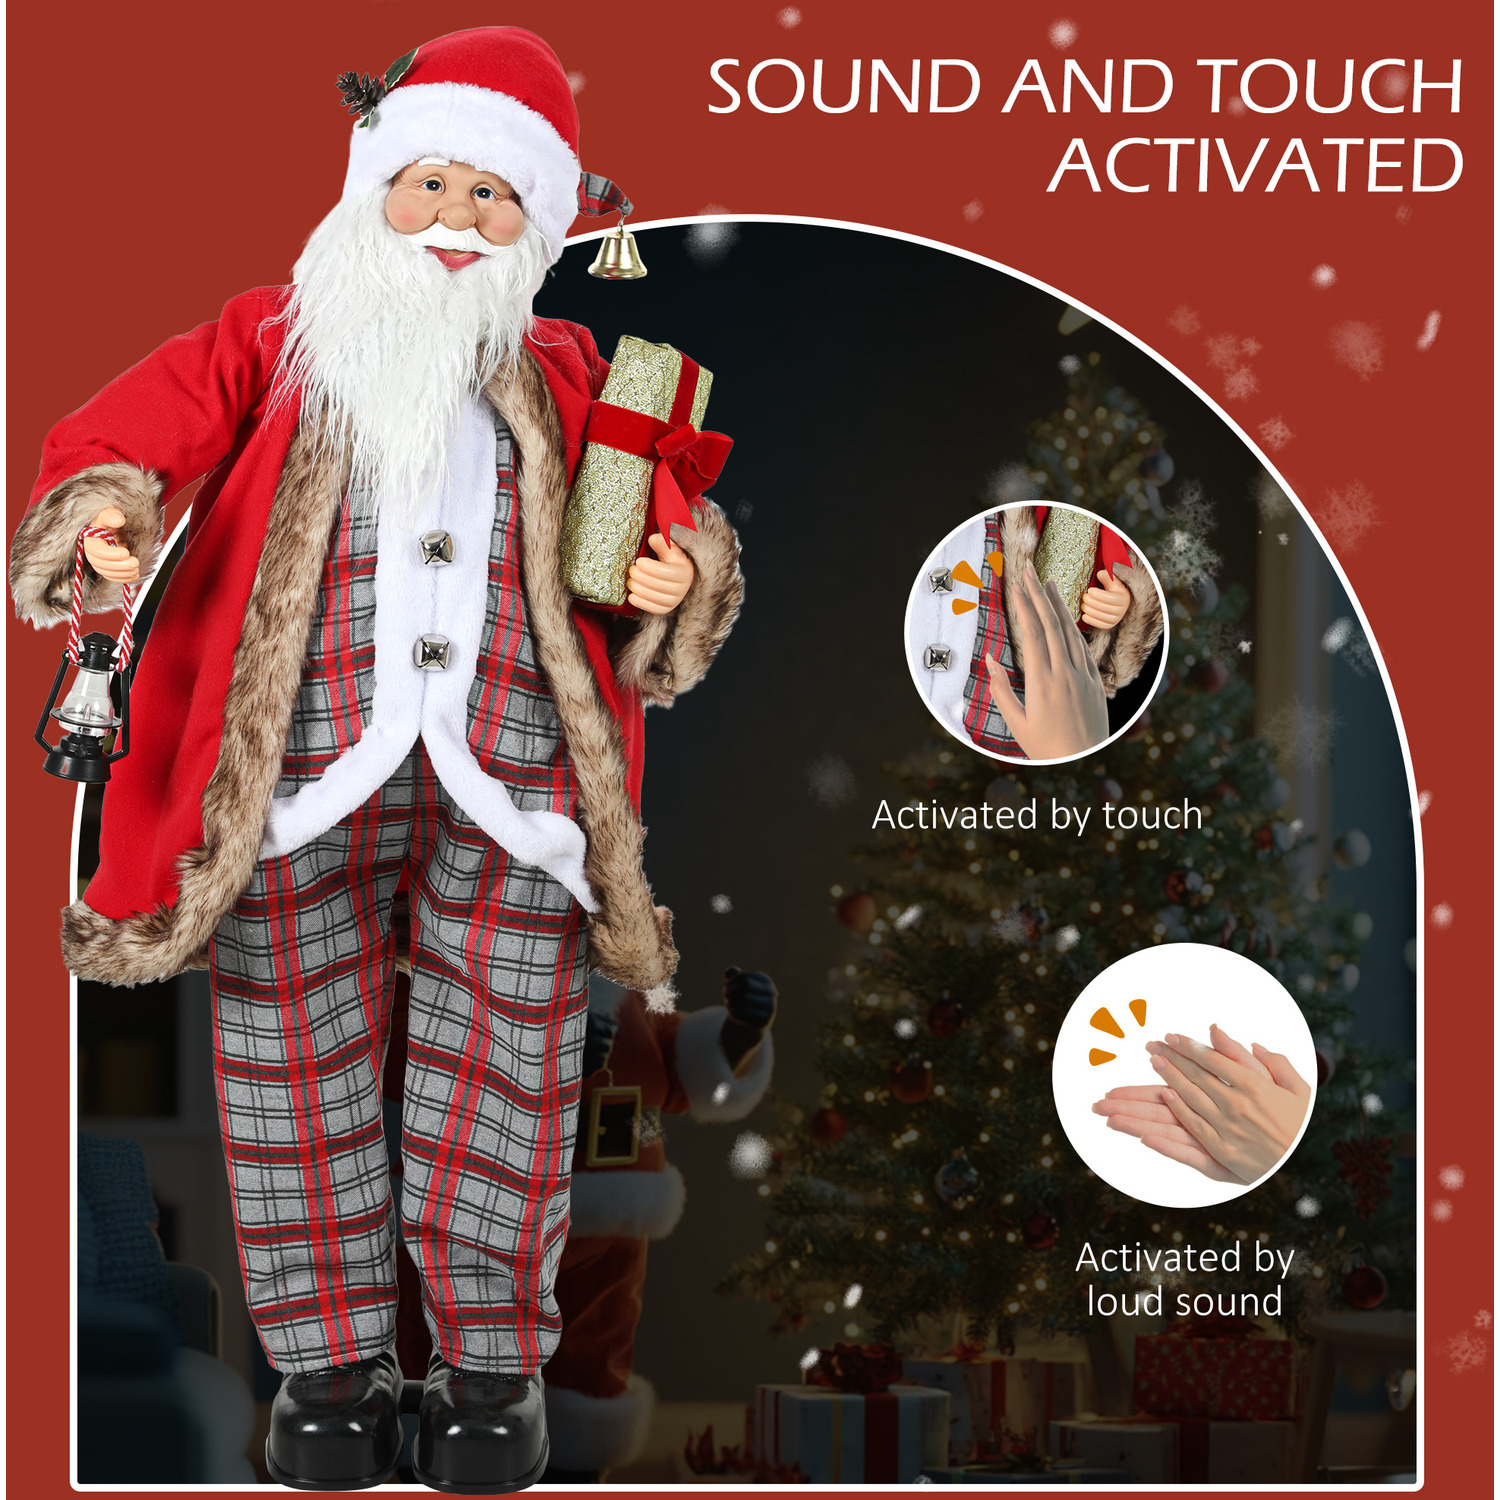 SOUND AND TOUCH
ACTIVATED
Activated by touch
Activated by
loud sound